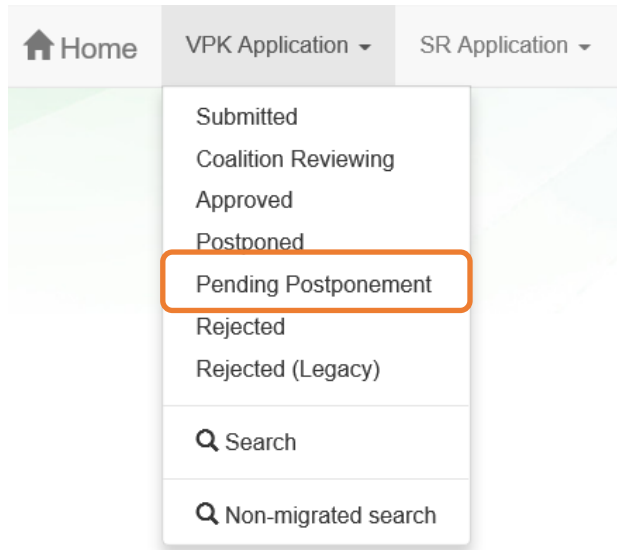 Home VPK Application SR Application
Submitted
Coalition Reviewing
Approved
Postponed
Pending Postponement
Rejected
Rejected (Legacy)
Search
Non-migrated search